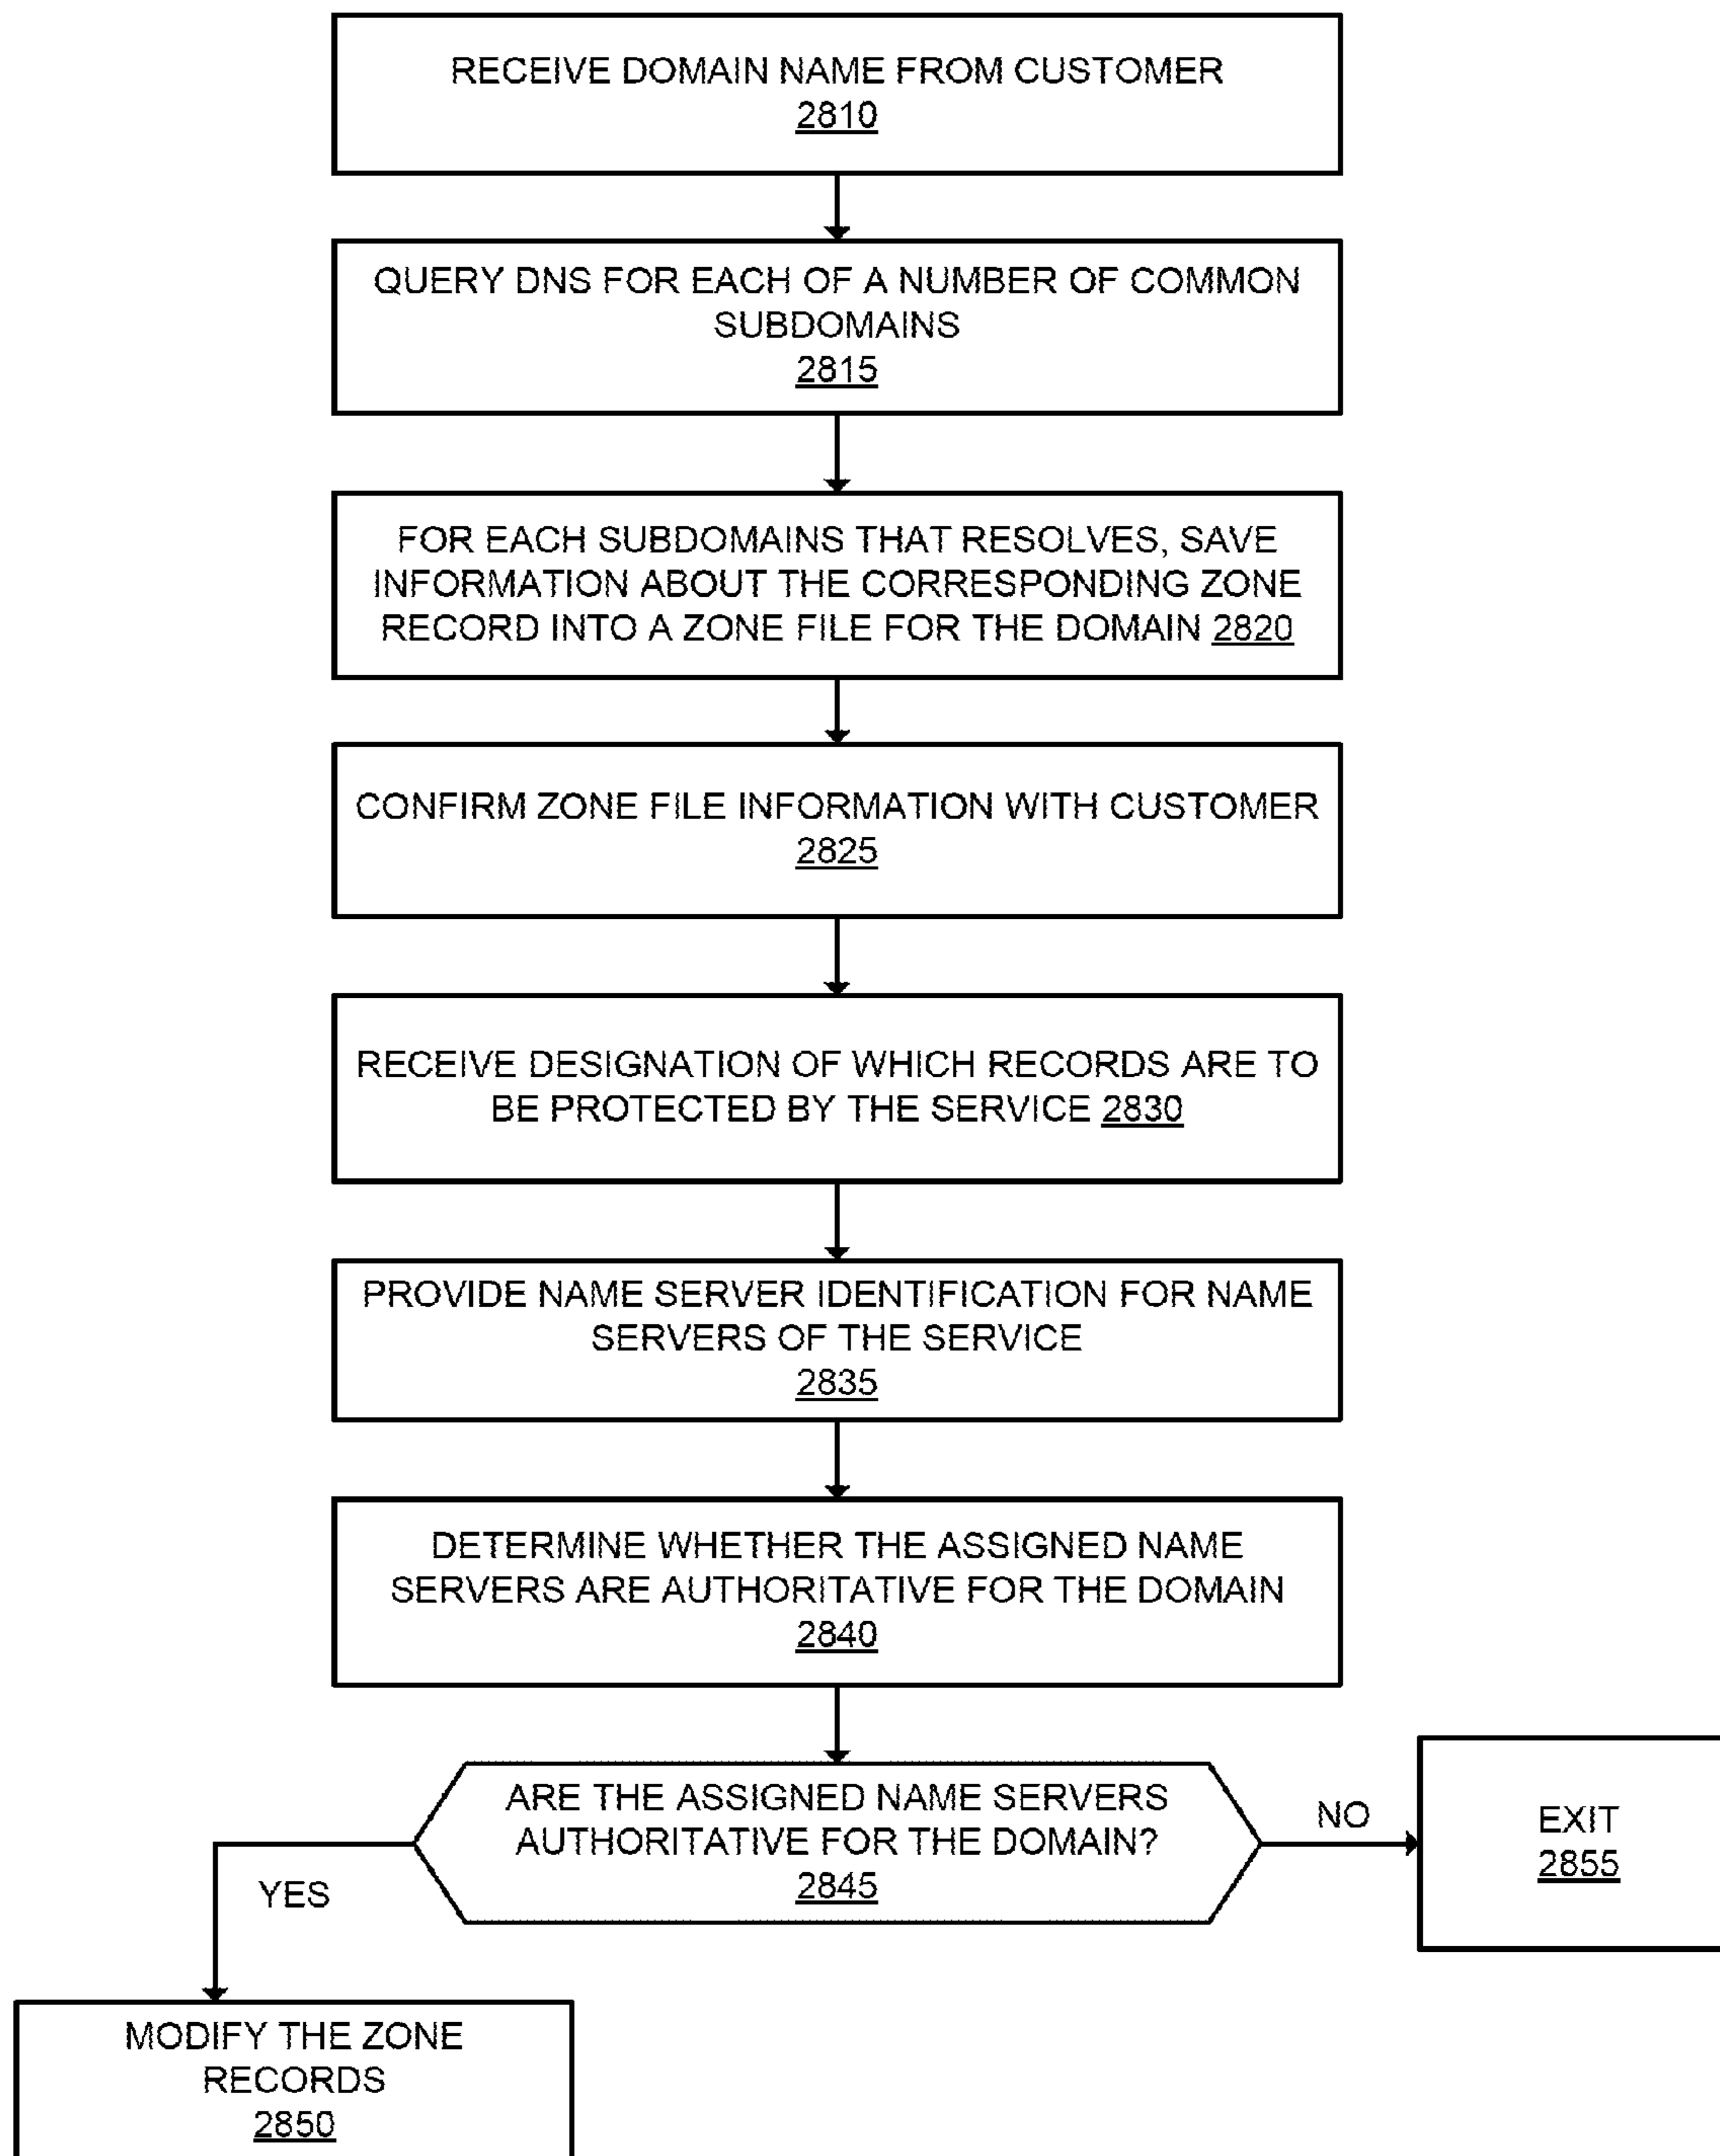 RECEIVE DOMAIN NAME FROM CUSTOMER
2810
QUERY DNS FOR EACH OF A NUMBER OF COMMON
SUBDOMAINS
2815
FOR EACH SUBDOMAINS THAT RESOLVES, SAVE
INFORMATION ABOUT THE CORRESPONDING ZONE
RECORD INTO A ZONE FILE FOR THE DOMAIN 2820
CONFIRM ZONE FILE INFORMATION WITH CUSTOMER
2825
RECEIVE DESIGNATION OF WHICH RECORDS ARE TO
BE PROTECTED BY THE SERVICE 2830
PROVIDE NAME SERVER IDENTIFICATION FOR NAME
SERVERS OF THE SERVICE
2835
DETERMINE WHETHER THE ASSIGNED NAME
SERVERS ARE AUTHORITATIVE FOR THE DOMAIN
2840
ARE THE ASSIGNED NAME SERVERS
AUTHORITATIVE FOR THE DOMAIN?
2845
NO
EXIT
2855
YES
MODIFY THE ZONE
RECORDS
2850